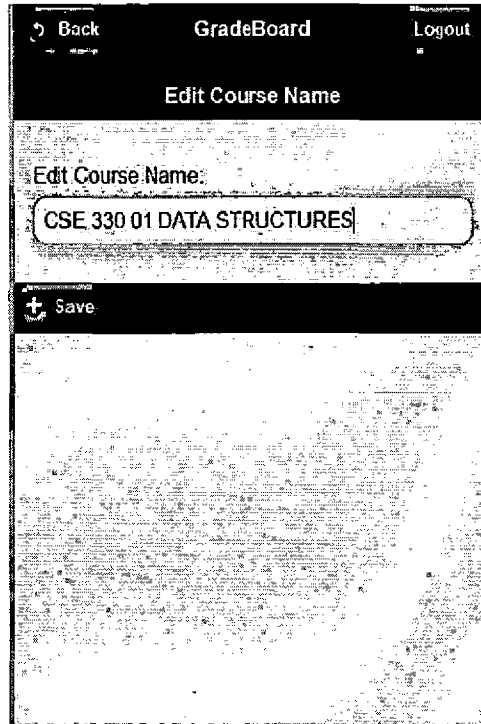 Back GradeBoard Logout
Edit Course Name
Edit Course Name:
CSE 330 01 DATA STRUCTURES
Save